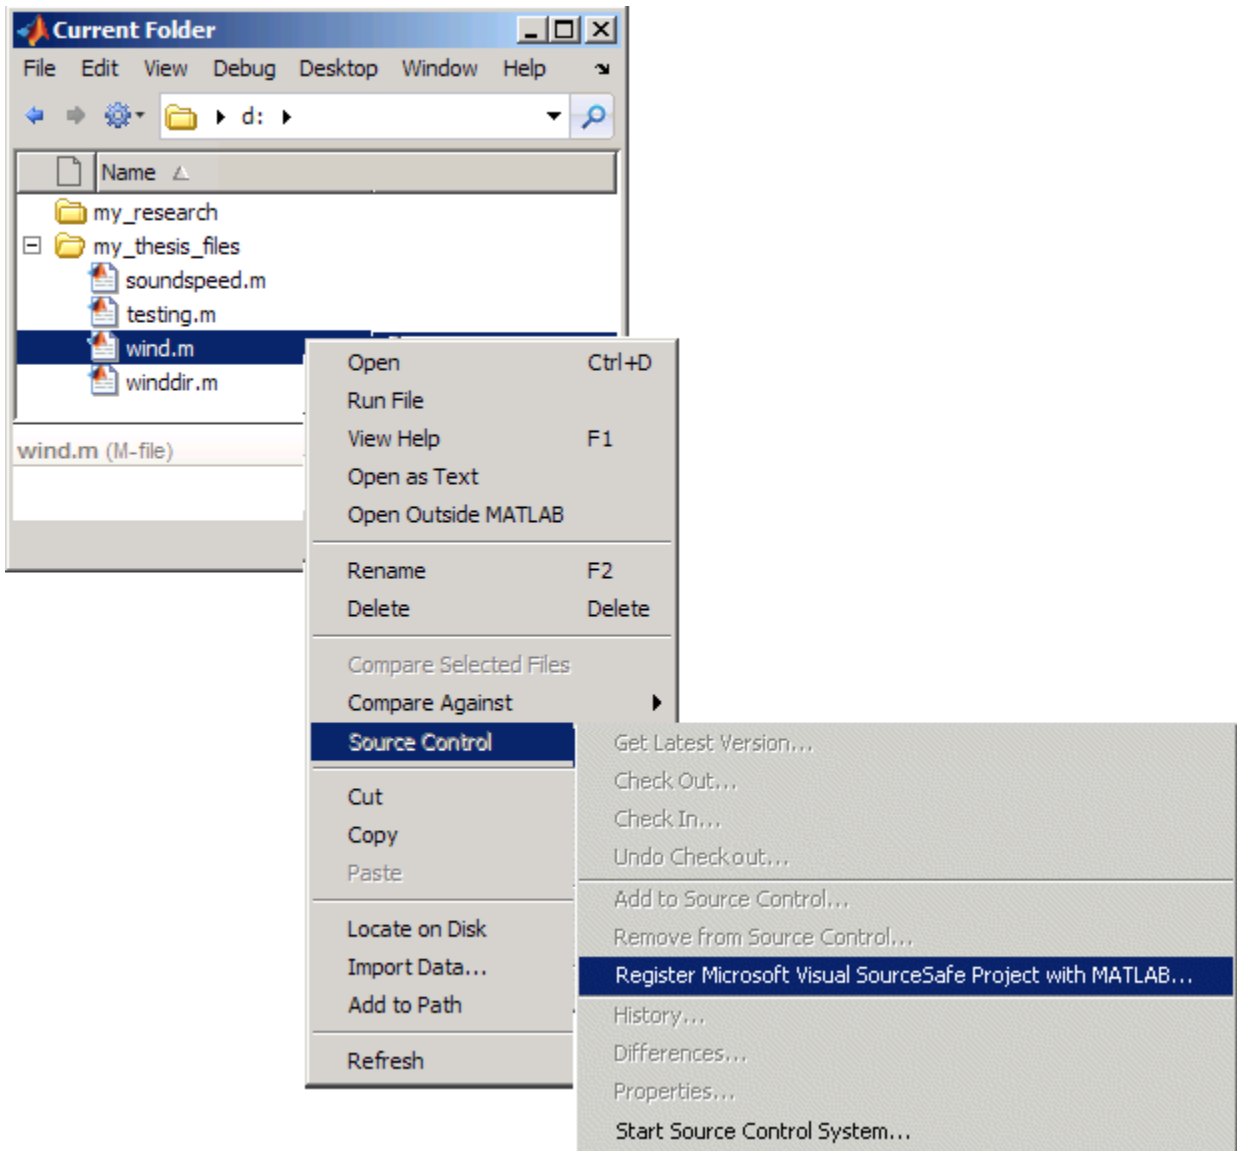 Current Folder
File Edit View Debug Desktop Window Help
d:
Name
my_research
my_thesis_files
soundspeed.m
testing.m
wind.m
winddir.m
wind.m (M-file)
Open Ctrl+D
Run File
View Help F1
Open as Text
Open Outside MATLAB
Rename F2
Delete Delete
Compare Selected Files
Compare Against
Source Control
Cut
Copy
Paste
Locate on Disk
Import Data...
Add to Path
Refresh
Get Latest Version...
Check Out...
Check In...
Undo Checkout...
Add to Source Control...
Remove from Source Control...
Register Microsoft Visual SourceSafe Project with MATLAB...
History...
Differences...
Properties...
Start Source Control System...